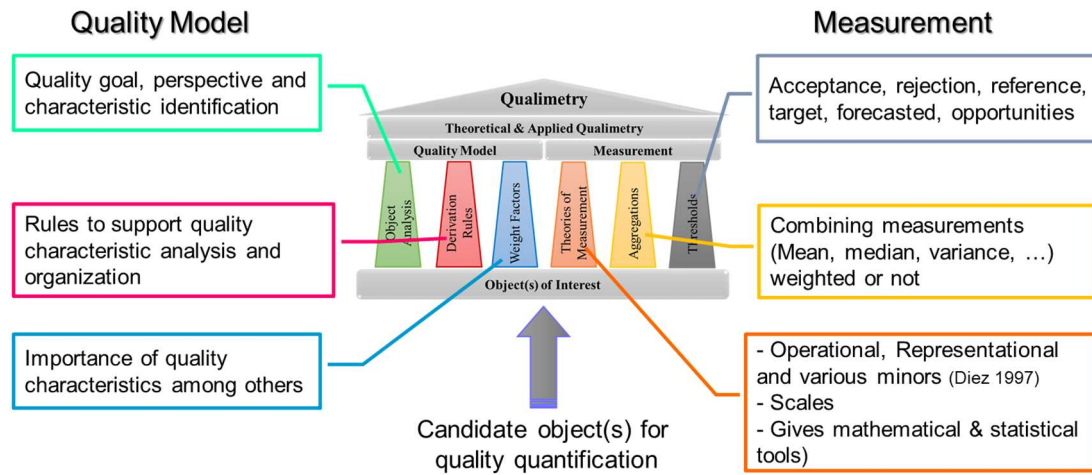 Quality Model
Measurement
Quality goal, perspective and
characteristic identification
Rules to support quality
characteristic analysis and
organization
Importance of quality
characteristics among others
Qualimetry
Theoretical & Applied Qualimetry
Quality Model
Measurement
Object
Analysis
Derivation
Rules
Weight Factors
Theories of
Measurement
Aggregations
Thresholds
Object(s) of Interest
Candidate object(s) for
quality quantification
Acceptance, rejection, reference,
target, forecasted, opportunities
Combining measurements
(Mean, median, variance, …)
weighted or not
- Operational, Representational
and various minors (Diez 1997)
- Scales
- Gives mathematical & statistical
tools)